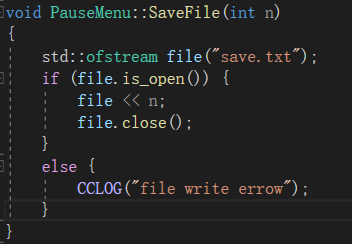 void PauseMenu::SaveFile(int n)
{
    std::ofstream file("save.txt");
    if (file.is_open()) {
        file << n;
        file.close();
    }
    else {
        CCLOG("file write errow");
    }
}